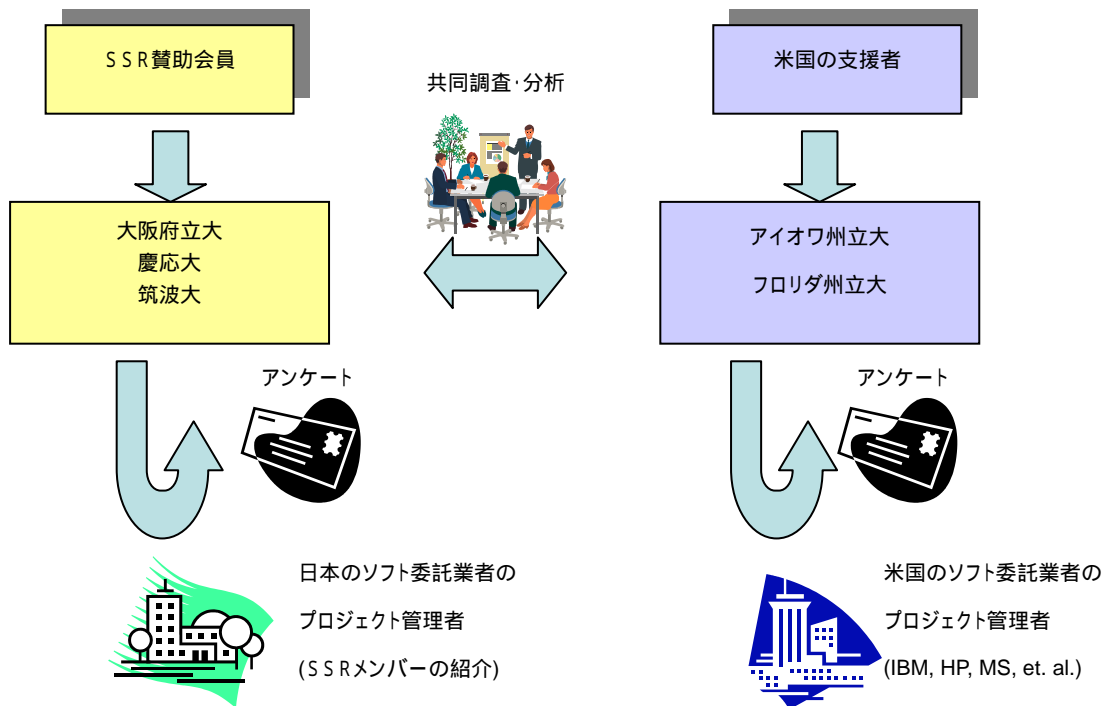 SSR賛助会員
米国の支援者
共同調査・分析
大阪府立大
慶応大
筑波大
アイオワ州立大
フロリダ州立大
アンケート
アンケート
日本のソフト委託業者の
プロジェクト管理者
(SSRメンバーの紹介)
米国のソフト委託業者の
プロジェクト管理者
(IBM, HP, MS, et. al.)